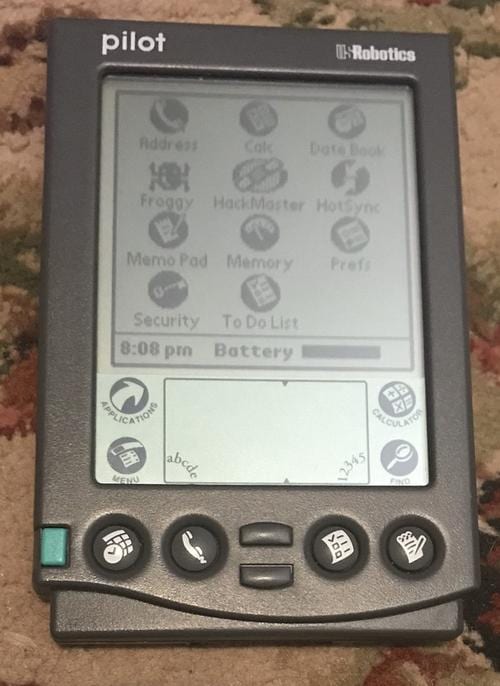 pilot U.S.Robotics
Address Calc Date Book
Froggy HackMaster HotSync
Memo Pad Memory Prefs
Security To Do List
8:08 pm Battery
APPLICATIONS CALCULATOR
MENU abcde 12345 FIND